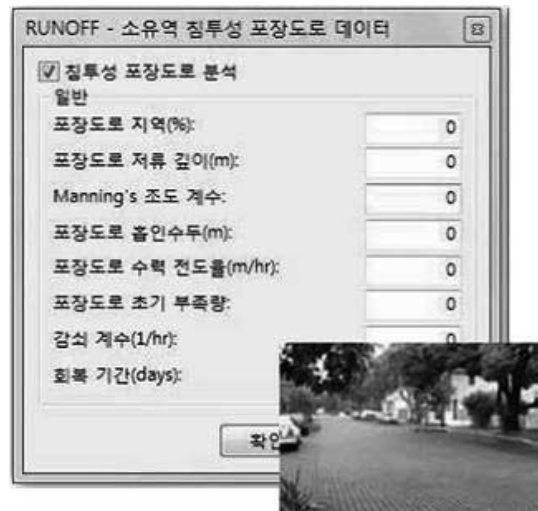 RUNOFF - 소유역 침투성 포장도로 데이터
침투성 포장도로 분석
일반
포장도로 지역(%): 0
포장도로 저류 깊이(m): 0
Manning's 조도 계수: 0
포장도로 흡인수두(m): 0
포장도로 수력 전도율(m/hr): 0
포장도로 초기 부족량: 0
감쇠 계수(1/hr): 0
회복 기간(days):